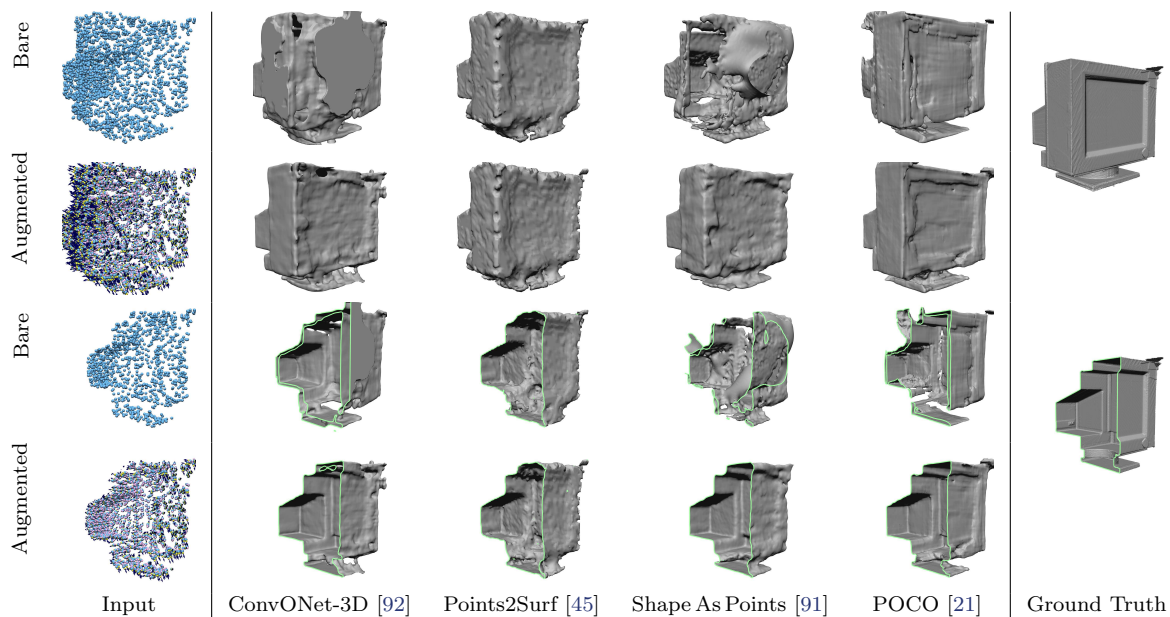 Bare
Augmented
Bare
Augmented
Input ConvONet-3D [92] Points2Surf [45] Shape As Points [91] POCO [21] Ground Truth